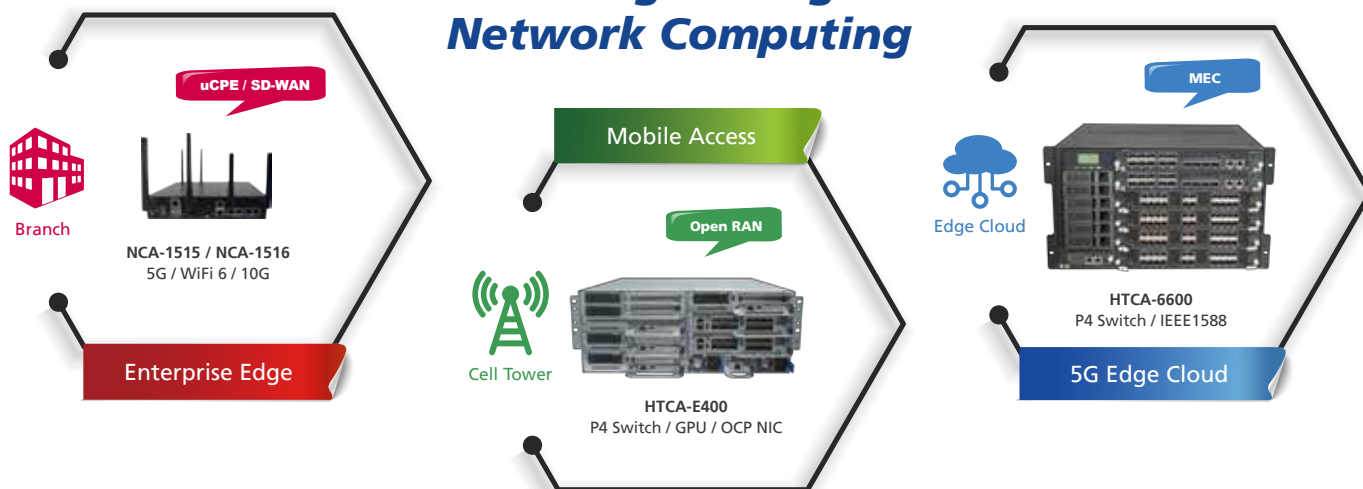 Network Computing
uCPE / SD-WAN
Branch
NCA-1515 / NCA-1516
5G / WiFi 6 / 10G
Enterprise Edge
Mobile Access
Open RAN
Cell Tower
HTCA-E400
P4 Switch / GPU / OCP NIC
MEC
Edge Cloud
HTCA-6600
P4 Switch / IEEE1588
5G Edge Cloud